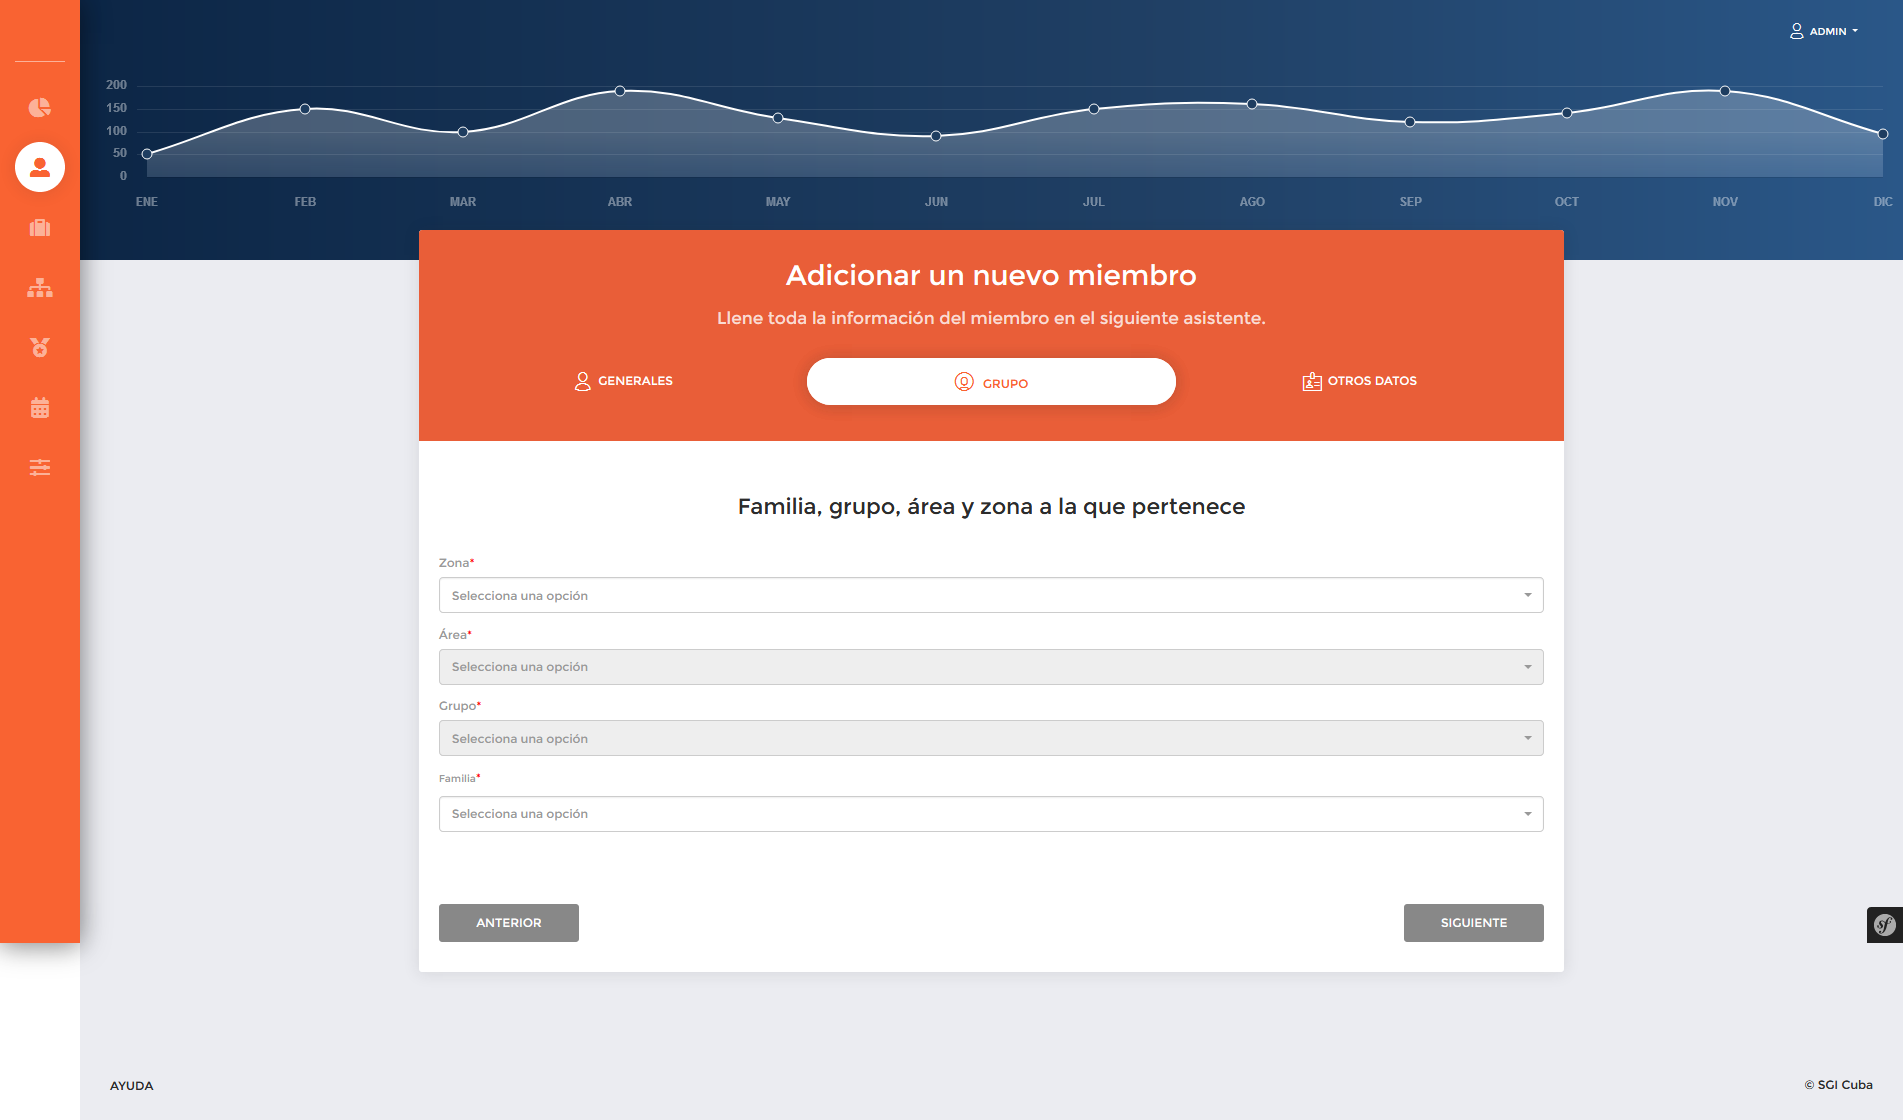 ADMIN
200
150
100
50
0
ENE FEB MAR ABR MAY JUN JUL AGO SEP OCT NOV DIC
Adicionar un nuevo miembro
Llene toda la información del miembro en el siguiente asistente.
GENERALES GRUPO OTROS DATOS
Familia, grupo, área y zona a la que pertenece
Zona*
Selecciona una opción
Área*
Selecciona una opción
Grupo*
Selecciona una opción
Familia*
Selecciona una opción
ANTERIOR SIGUIENTE
sf
AYUDA © SGI Cuba